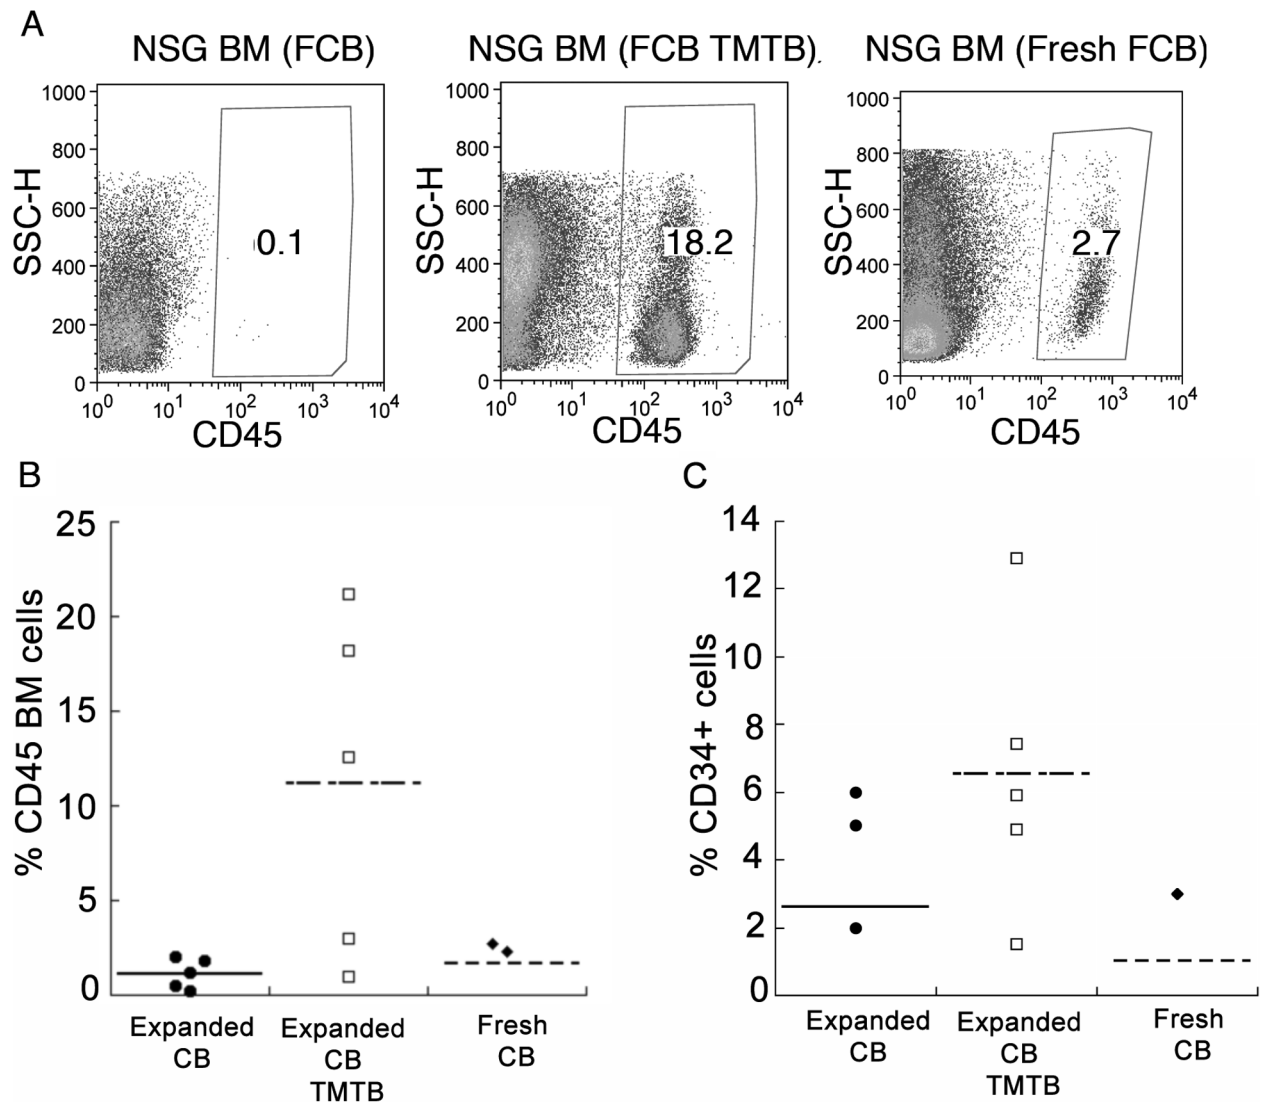 A
NSG BM (FCB)
NSG BM (FCB TMTB).
NSG BM (Fresh FCB)
1000
800
600
400
200
0
SSC-H
0.1
10^0 10^1 10^2 10^3 10^4
CD45
1000
800
600
400
200
0
SSC-H
18.2
10^0 10^1 10^2 10^3 10^4
CD45
1000
800
600
400
200
0
SSC-H
2.7
10^0 10^1 10^2 10^3 10^4
CD45
B
25
20
15
10
5
0
% CD45 BM cells
Expanded
CB
Expanded
CB
TMTB
Fresh
CB
C
14
12
10
8
6
4
2
0
% CD34+ cells
Expanded
CB
Expanded
CB
TMTB
Fresh
CB